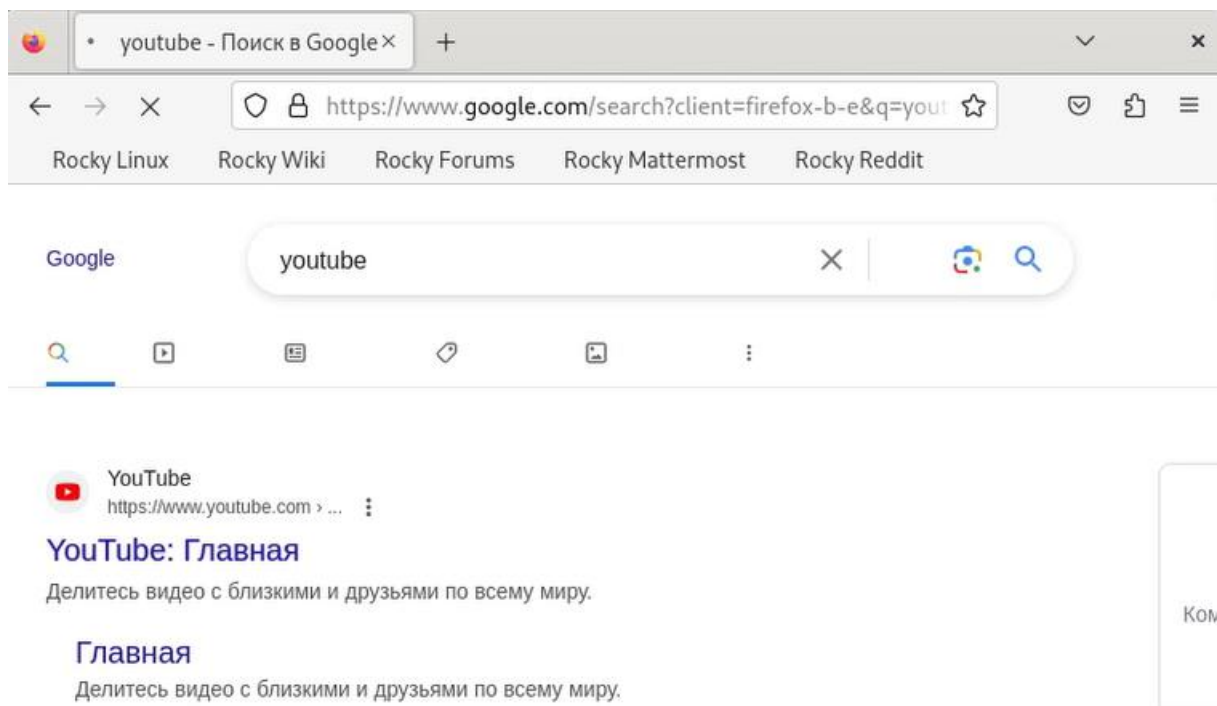 youtube - Поиск в Google
https://www.google.com/search?client=firefox-b-e&q=yout
Rocky Linux Rocky Wiki Rocky Forums Rocky Mattermost Rocky Reddit
Google youtube
YouTube
https://www.youtube.com › ...
YouTube: Главная
Делитесь видео с близкими и друзьями по всему миру.
Ком
Главная
Делитесь видео с близкими и друзьями по всему миру.